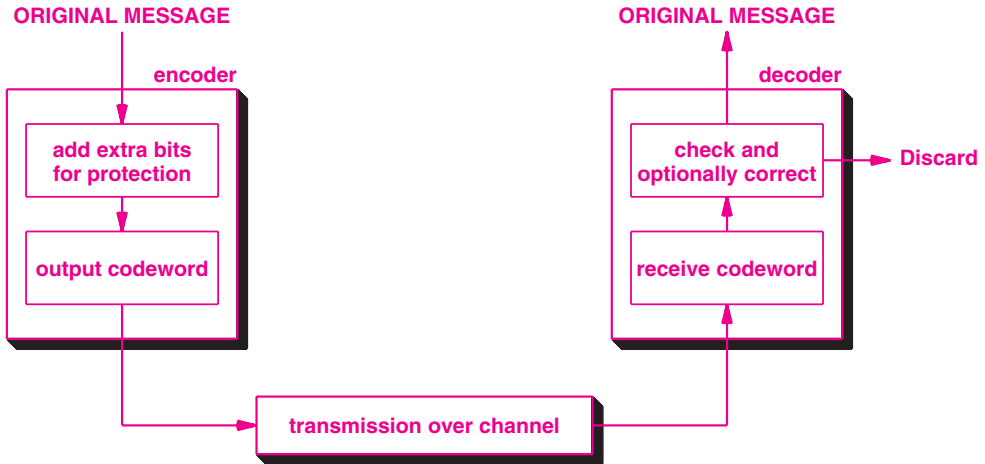 ORIGINAL MESSAGE
encoder
add extra bits
for protection
output codeword
transmission over channel
ORIGINAL MESSAGE
decoder
check and
optionally correct
Discard
receive codeword